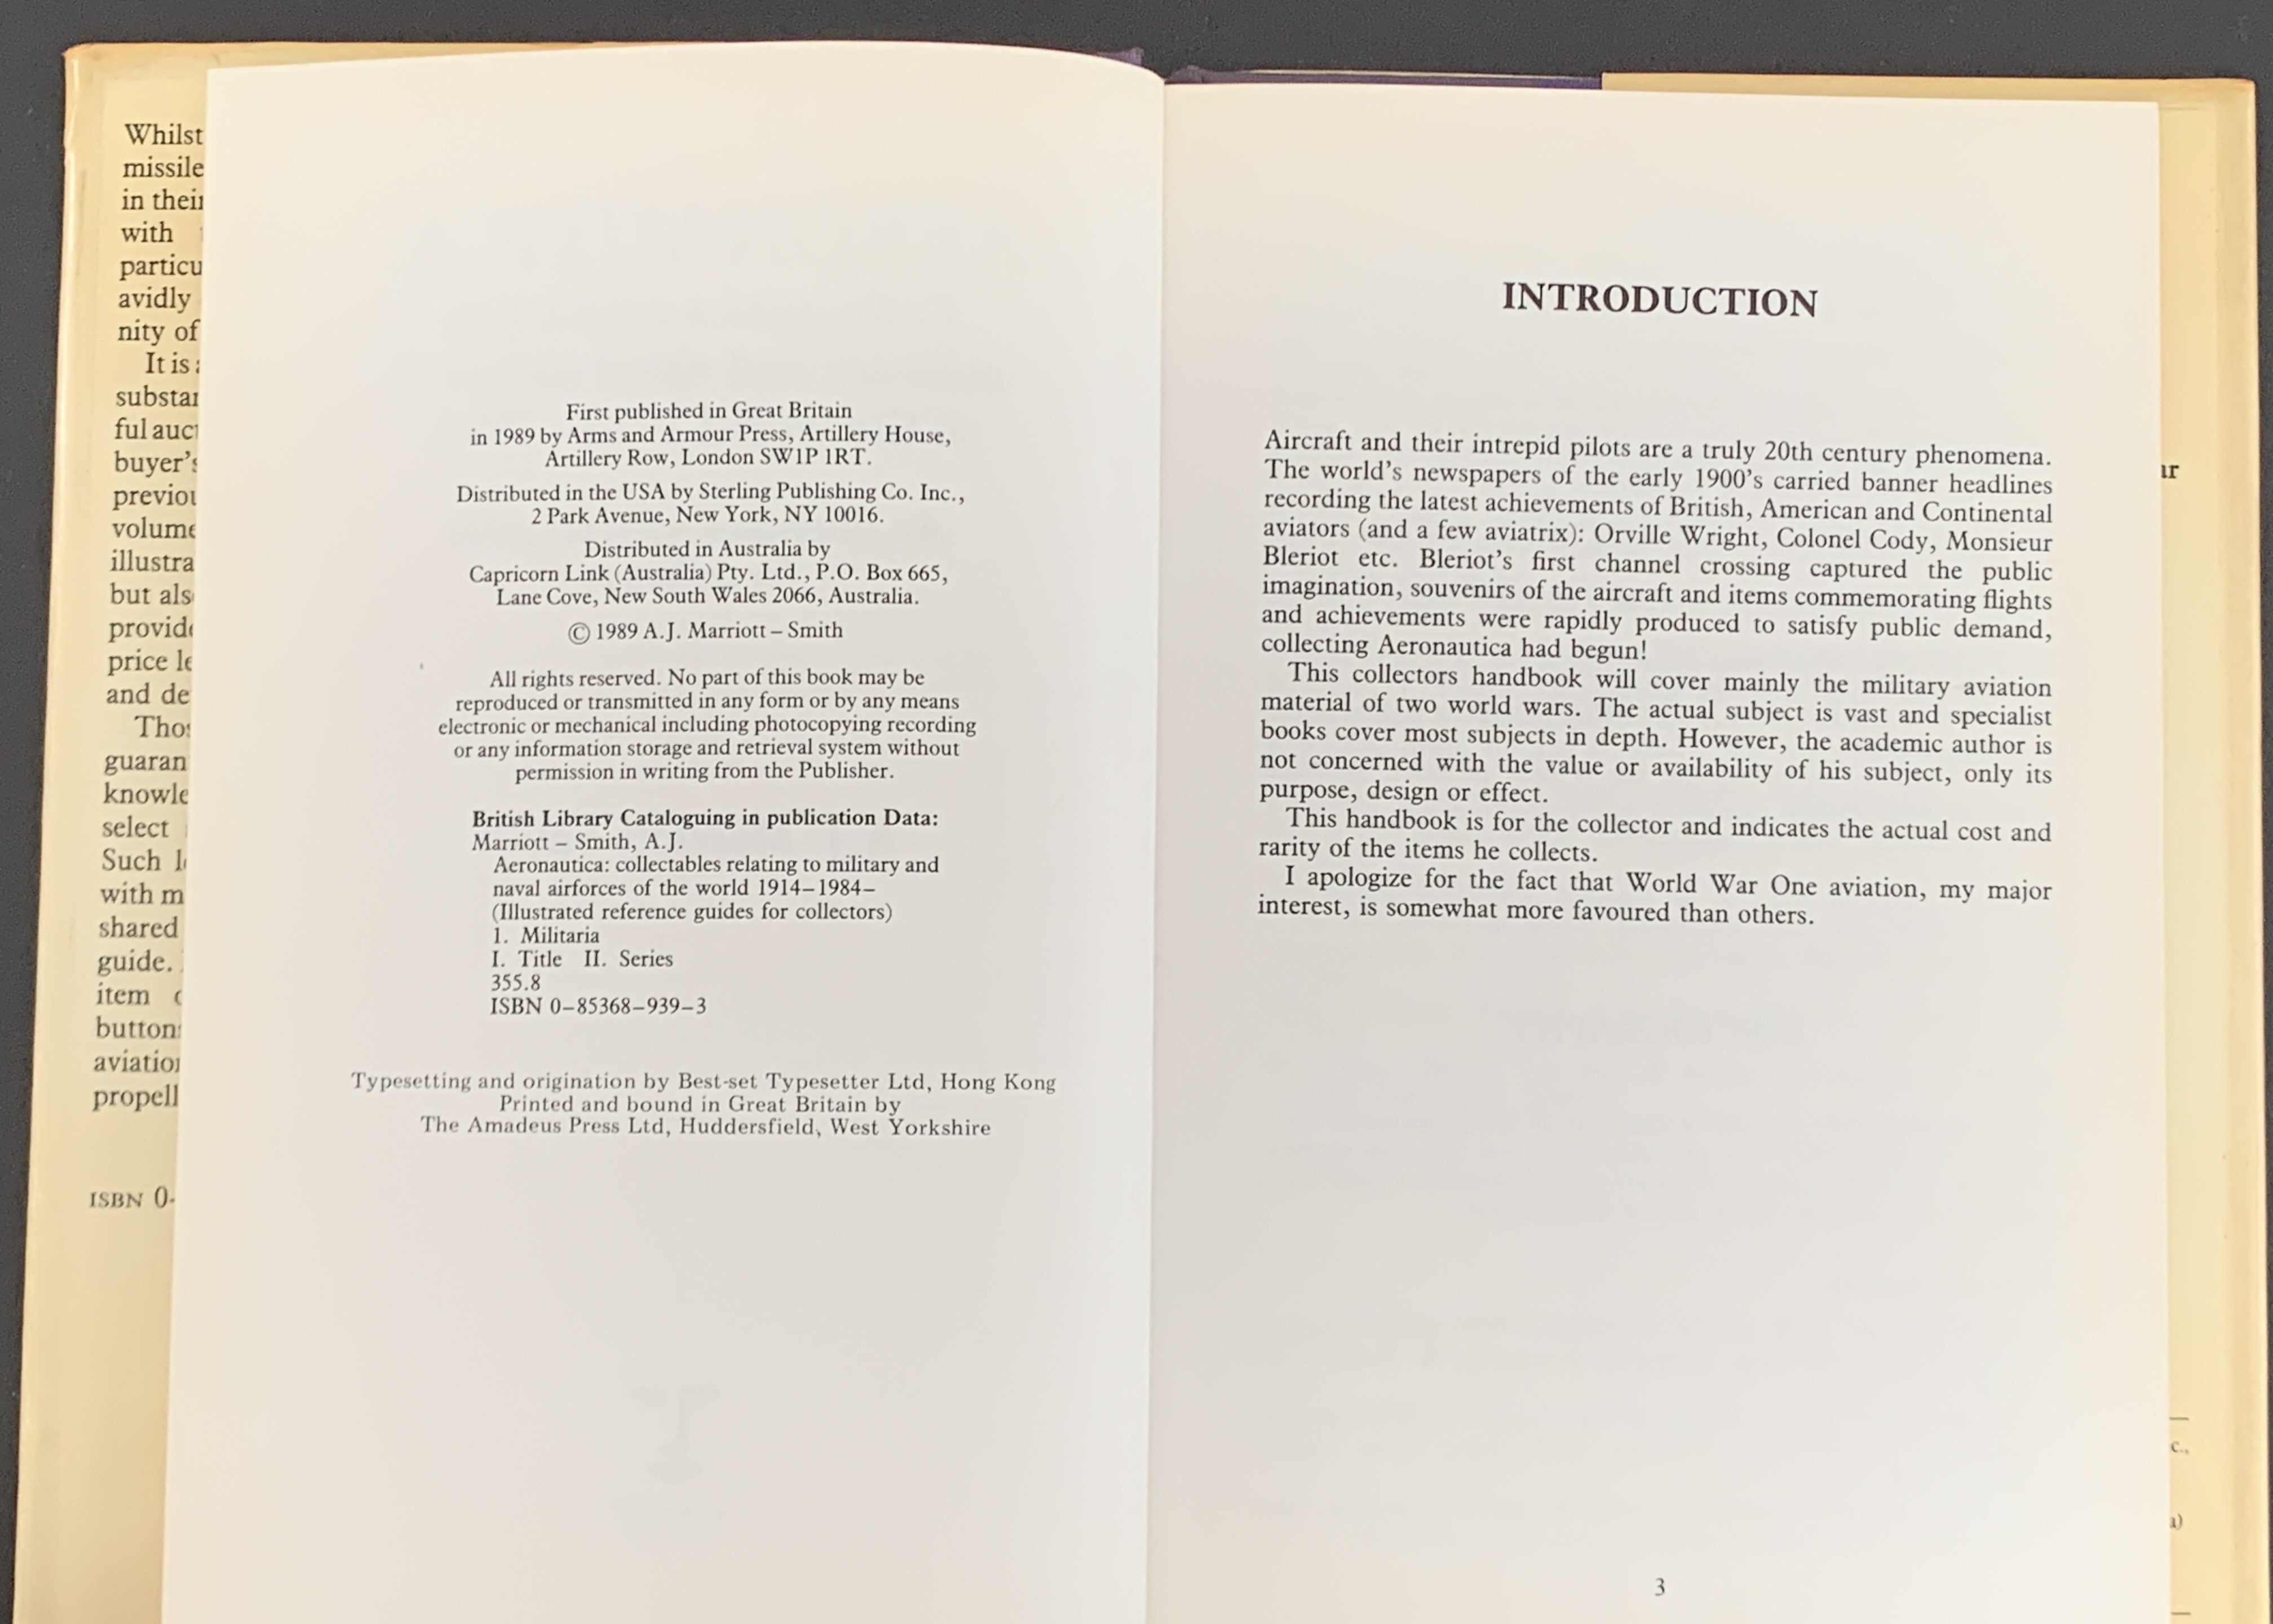 Whilst
missile
in their
with
particu
avidly
nity of
It is
substan
ful auc
buyer's
previou
volume
illustra
but als
provide
price le
and de
Thos
guaran
knowle
select
Such l
with m
shared
guide.
item
buttons
aviation
propell
ISBN 0-
First published in Great Britain
in 1989 by Arms and Armour Press, Artillery House,
Artillery Row, London SW1P 1RT.
Distributed in the USA by Sterling Publishing Co. Inc.,
2 Park Avenue, New York, NY 10016.
Distributed in Australia by
Capricorn Link (Australia) Pty. Ltd., P.O. Box 665,
Lane Cove, New South Wales 2066, Australia.
© 1989 A.J. Marriott – Smith
All rights reserved. No part of this book may be
reproduced or transmitted in any form or by any means
electronic or mechanical including photocopying recording
or any information storage and retrieval system without
permission in writing from the Publisher.
British Library Cataloguing in publication Data:
Marriott – Smith, A.J.
Aeronautica: collectables relating to military and
naval airforces of the world 1914–1984–
(Illustrated reference guides for collectors)
1. Militaria
I. Title II. Series
355.8
ISBN 0–85368–939–3
Typesetting and origination by Best-set Typesetter Ltd, Hong Kong
Printed and bound in Great Britain by
The Amadeus Press Ltd, Huddersfield, West Yorkshire
INTRODUCTION
Aircraft and their intrepid pilots are a truly 20th century phenomena.
The world's newspapers of the early 1900's carried banner headlines
recording the latest achievements of British, American and Continental
aviators (and a few aviatrix): Orville Wright, Colonel Cody, Monsieur
Bleriot etc. Bleriot's first channel crossing captured the public
imagination, souvenirs of the aircraft and items commemorating flights
and achievements were rapidly produced to satisfy public demand,
collecting Aeronautica had begun!
This collectors handbook will cover mainly the military aviation
material of two world wars. The actual subject is vast and specialist
books cover most subjects in depth. However, the academic author is
not concerned with the value or availability of his subject, only its
purpose, design or effect.
This handbook is for the collector and indicates the actual cost and
rarity of the items he collects.
I apologize for the fact that World War One aviation, my major
interest, is somewhat more favoured than others.
3
ur
c.,
a)